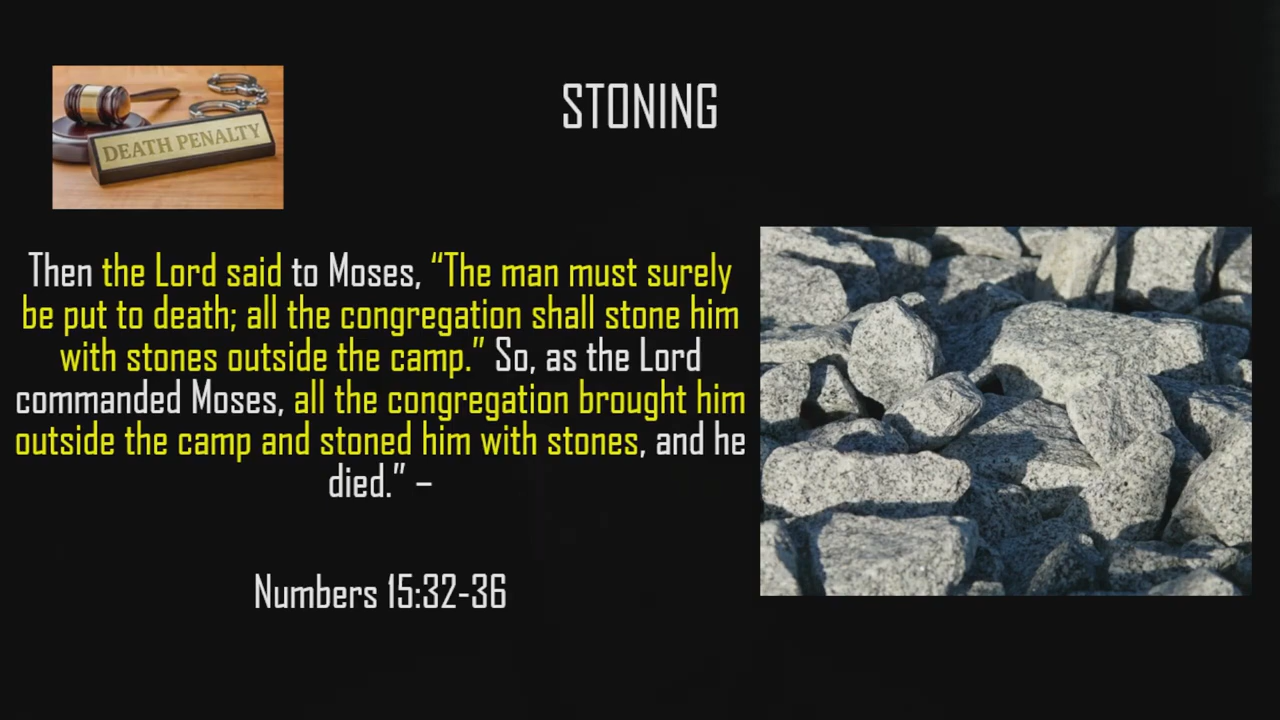 STONING
DEATH PENALTY
Then the Lord said to Moses, “The man must surely
be put to death; all the congregation shall stone him
with stones outside the camp.” So, as the Lord
commanded Moses, all the congregation brought him
outside the camp and stoned him with stones, and he
died.” –
Numbers 15:32-36